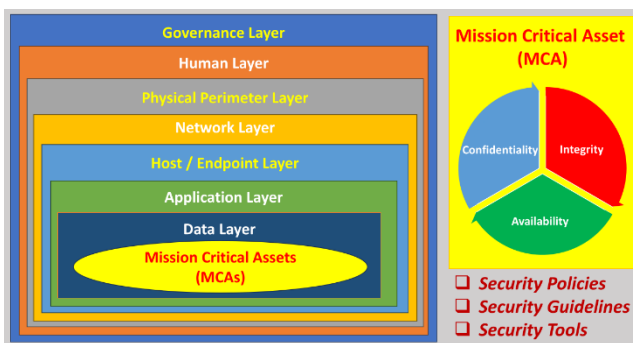 Governance Layer
Human Layer
Physical Perimeter Layer
Network Layer
Host / Endpoint Layer
Application Layer
Data Layer
Mission Critical Assets
(MCAs)
Mission Critical Asset
(MCA)
Confidentiality
Integrity
Availability
Security Policies
Security Guidelines
Security Tools